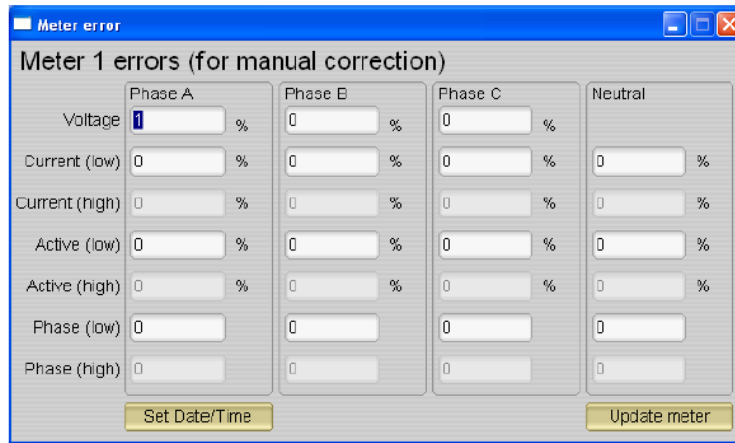 Meter error
Meter 1 errors (for manual correction)
Phase A Phase B Phase C Neutral
Voltage 1 % 0 % 0 %
Current (low) 0 % 0 % 0 % 0 %
Current (high) 0 % 0 % 0 % 0 %
Active (low) 0 % 0 % 0 % 0 %
Active (high) 0 % 0 % 0 % 0 %
Phase (low) 0 0 0 0
Phase (high) 0 0 0 0
Set Date/Time Update meter